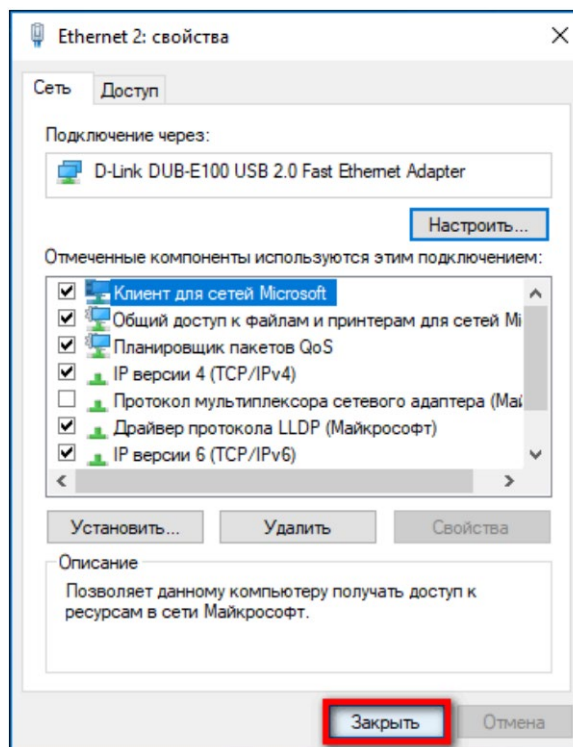 Ethernet 2: свойства
Сеть Доступ
Подключение через:
D-Link DUB-E100 USB 2.0 Fast Ethernet Adapter
Настроить...
Отмеченные компоненты используются этим подключением:
Клиент для сетей Microsoft
Общий доступ к файлам и принтерам для сетей Mi
Планировщик пакетов QoS
IP версии 4 (TCP/IPv4)
Протокол мультиплексора сетевого адаптера (Май
Драйвер протокола LLDP (Майкрософт)
IP версии 6 (TCP/IPv6)
Установить... Удалить Свойства
Описание
Позволяет данному компьютеру получать доступ к
ресурсам в сети Майкрософт.
Закрыть Отмена